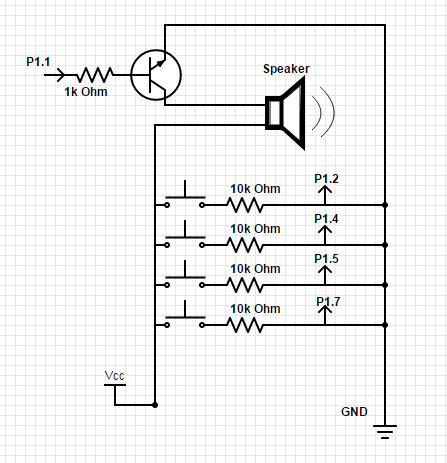 P1.1
1k Ohm
Speaker
10k Ohm
P1.2
10k Ohm
P1.4
10k Ohm
P1.5
10k Ohm
P1.7
Vcc
GND